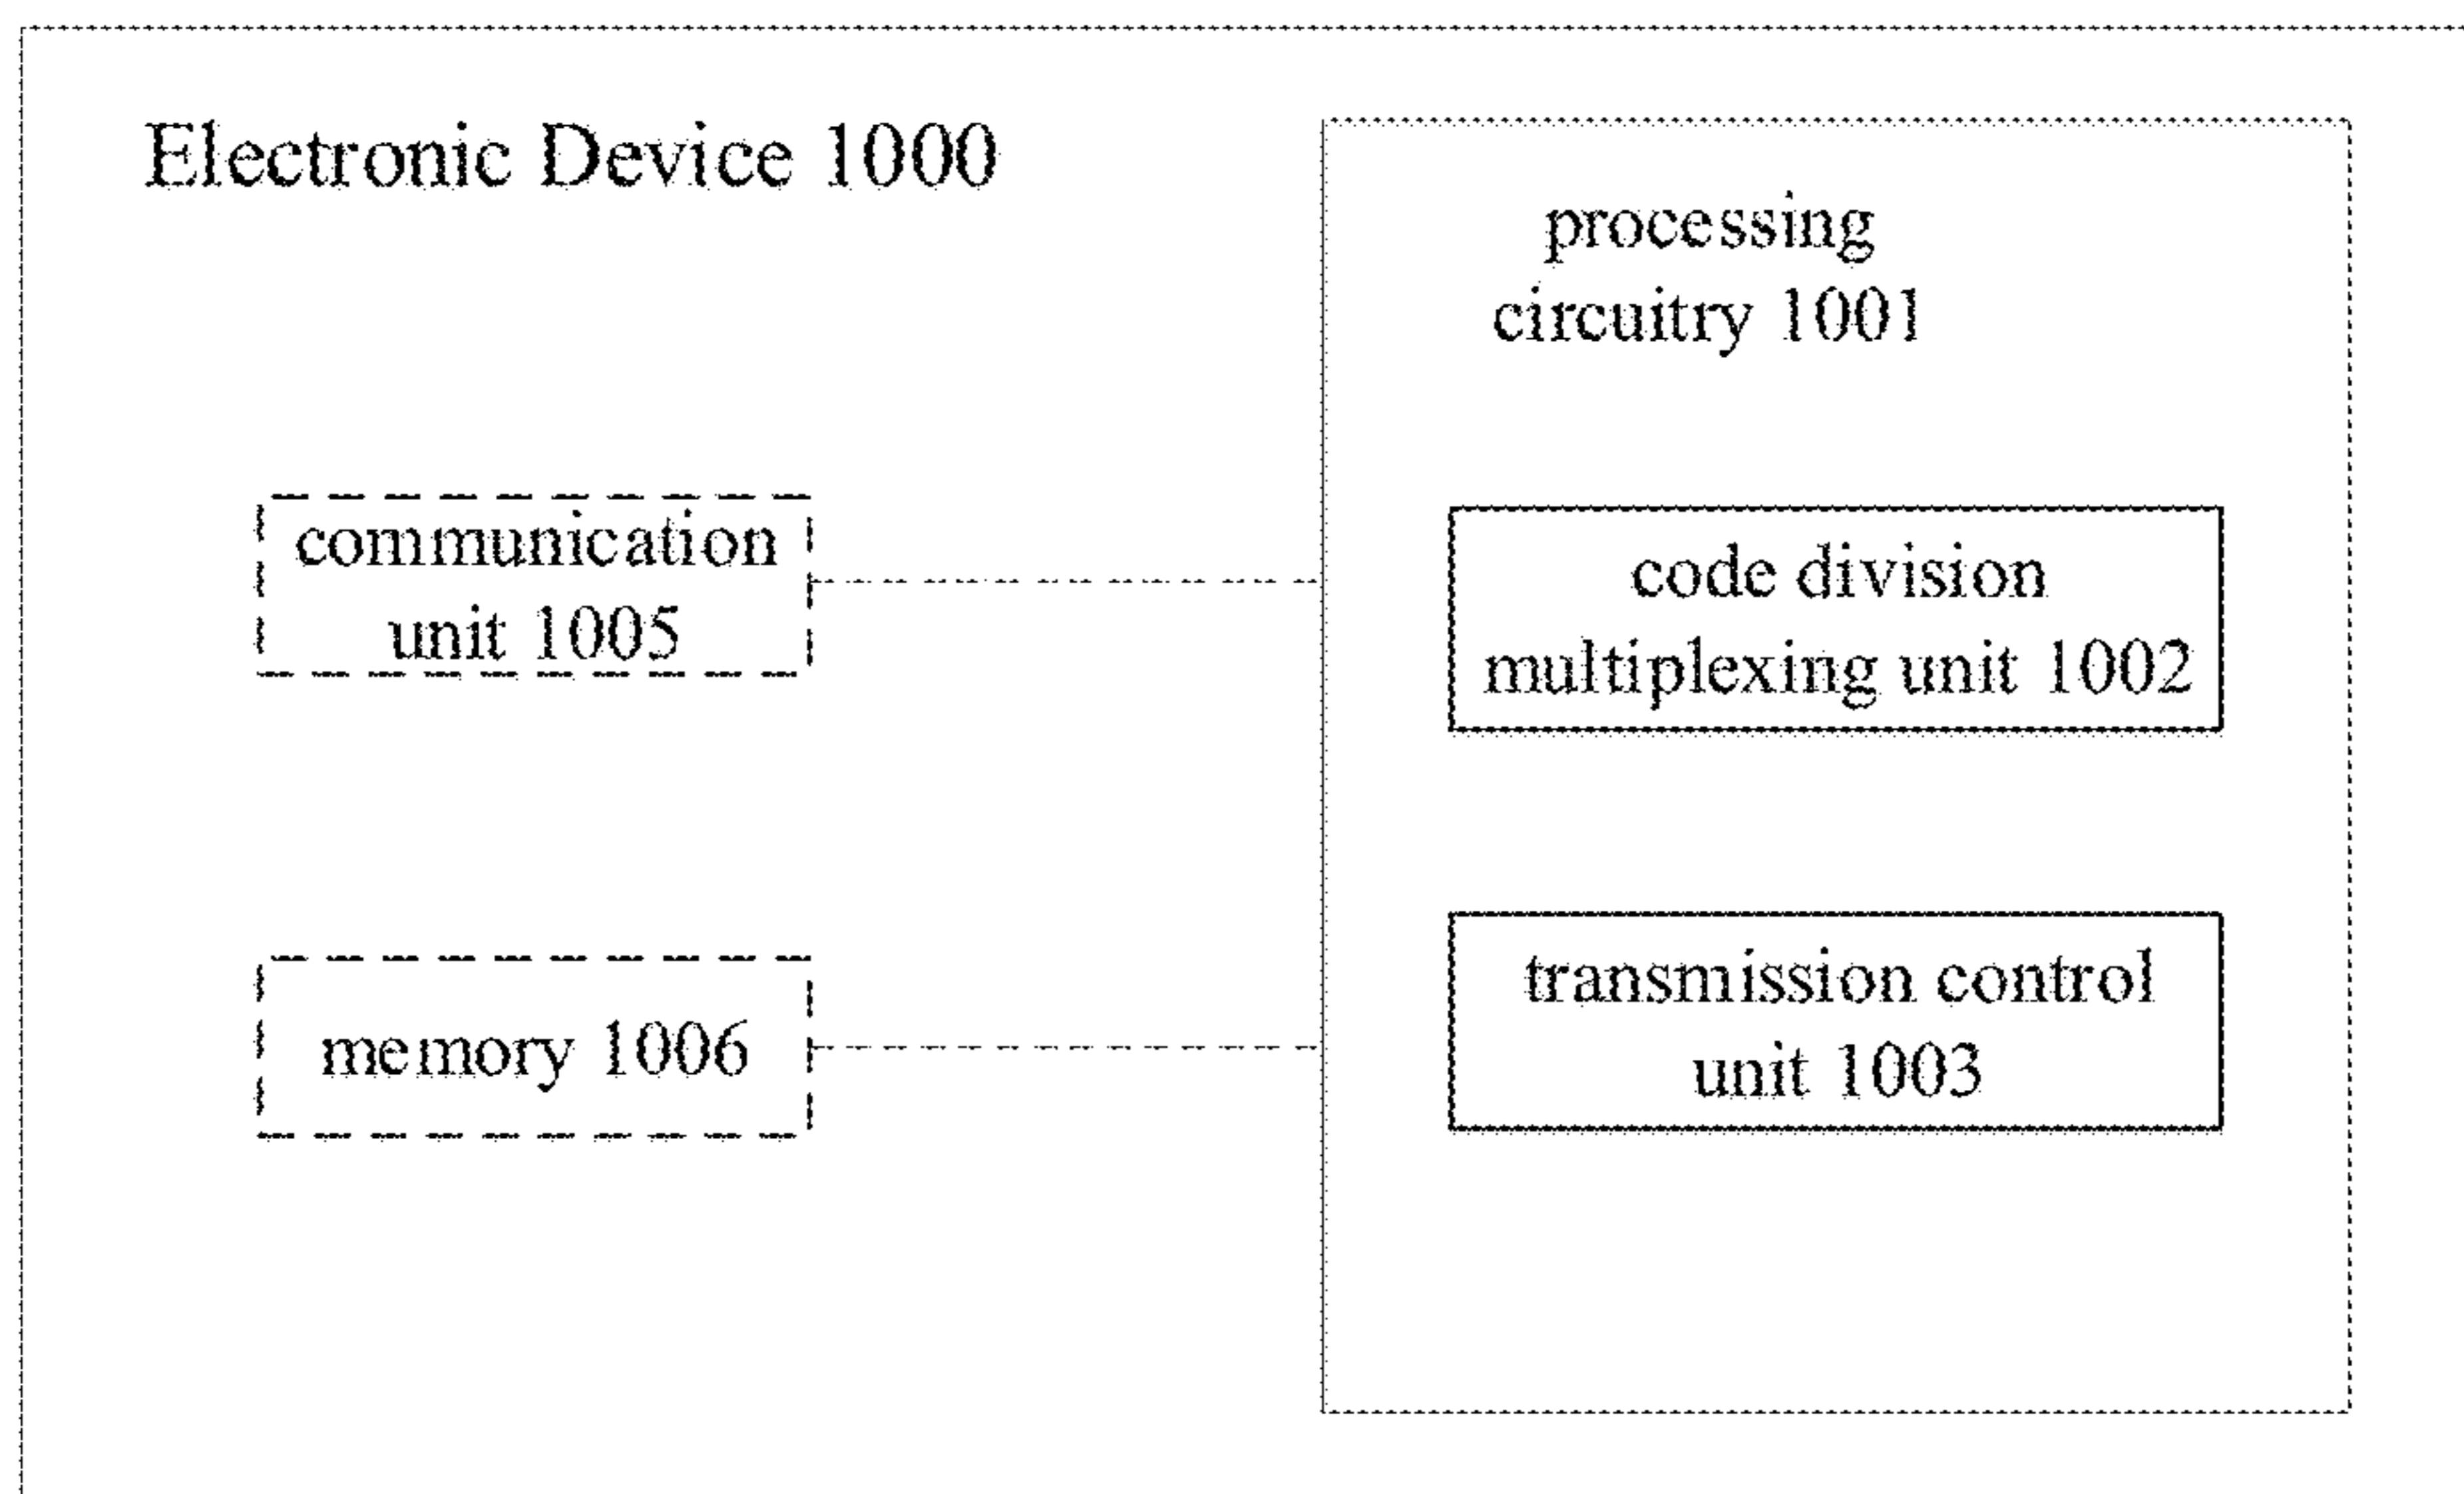 Electronic Device 1000
processing
circuitry 1001
communication
unit 1005
code division
multiplexing unit 1002
memory 1006
transmission control
unit 1003